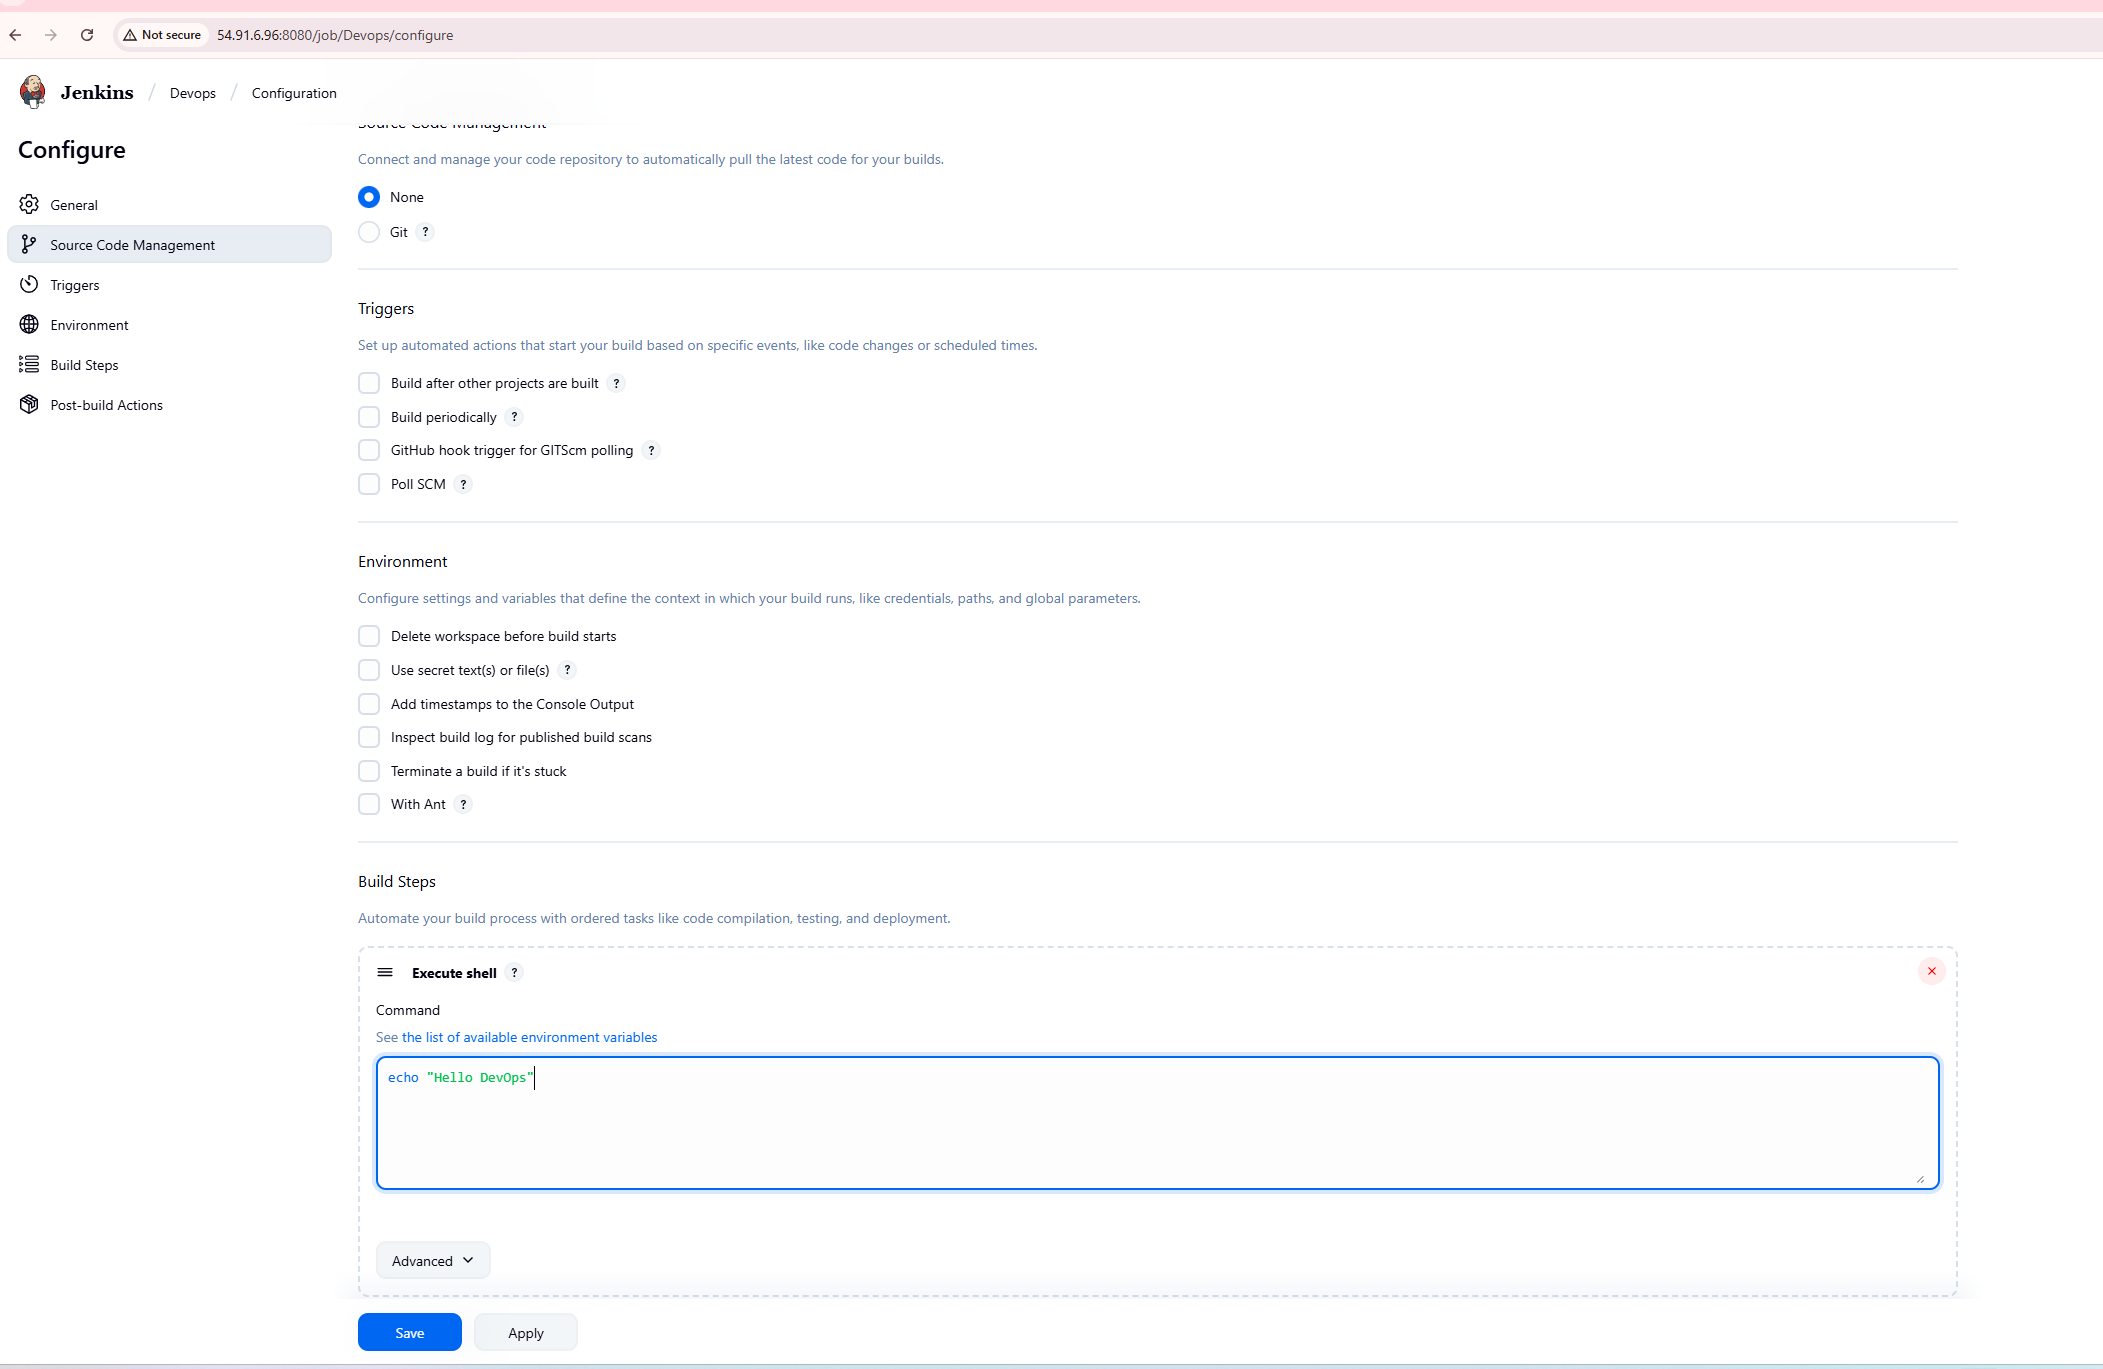 Not secure 54.91.6.96:8080/job/Devops/configure
Jenkins / Devops / Configuration
Configure
General
Source Code Management
Triggers
Environment
Build Steps
Post-build Actions
Source Code Management
Connect and manage your code repository to automatically pull the latest code for your builds.
None
Git ?
Triggers
Set up automated actions that start your build based on specific events, like code changes or scheduled times.
Build after other projects are built ?
Build periodically ?
GitHub hook trigger for GITScm polling ?
Poll SCM ?
Environment
Configure settings and variables that define the context in which your build runs, like credentials, paths, and global parameters.
Delete workspace before build starts
Use secret text(s) or file(s) ?
Add timestamps to the Console Output
Inspect build log for published build scans
Terminate a build if it's stuck
With Ant ?
Build Steps
Automate your build process with ordered tasks like code compilation, testing, and deployment.
Execute shell ?
Command
See the list of available environment variables
echo "Hello DevOps"
Advanced
Save
Apply